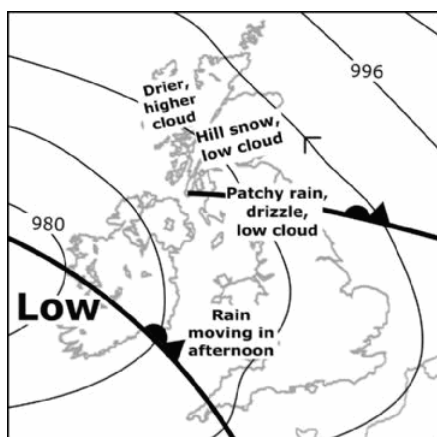 996
Drier,
higher
cloud
Hill snow,
low cloud
Patchy rain,
drizzle,
low cloud
980
Low
Rain
moving in
afternoon